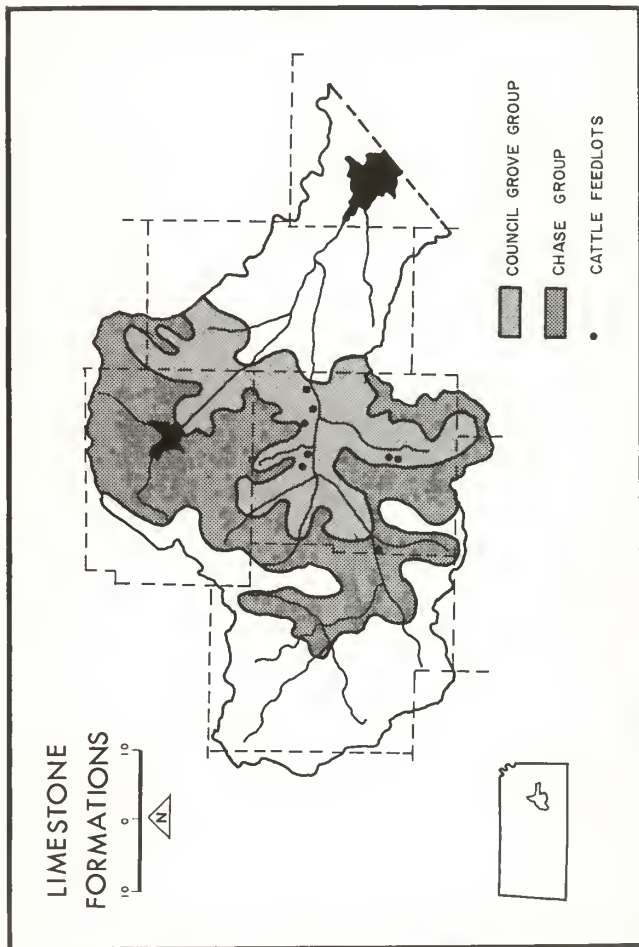 LIMESTONE
FORMATIONS
10 0 10
N
COUNCIL GROVE GROUP
CHASE GROUP
CATTLE FEEDLOTS